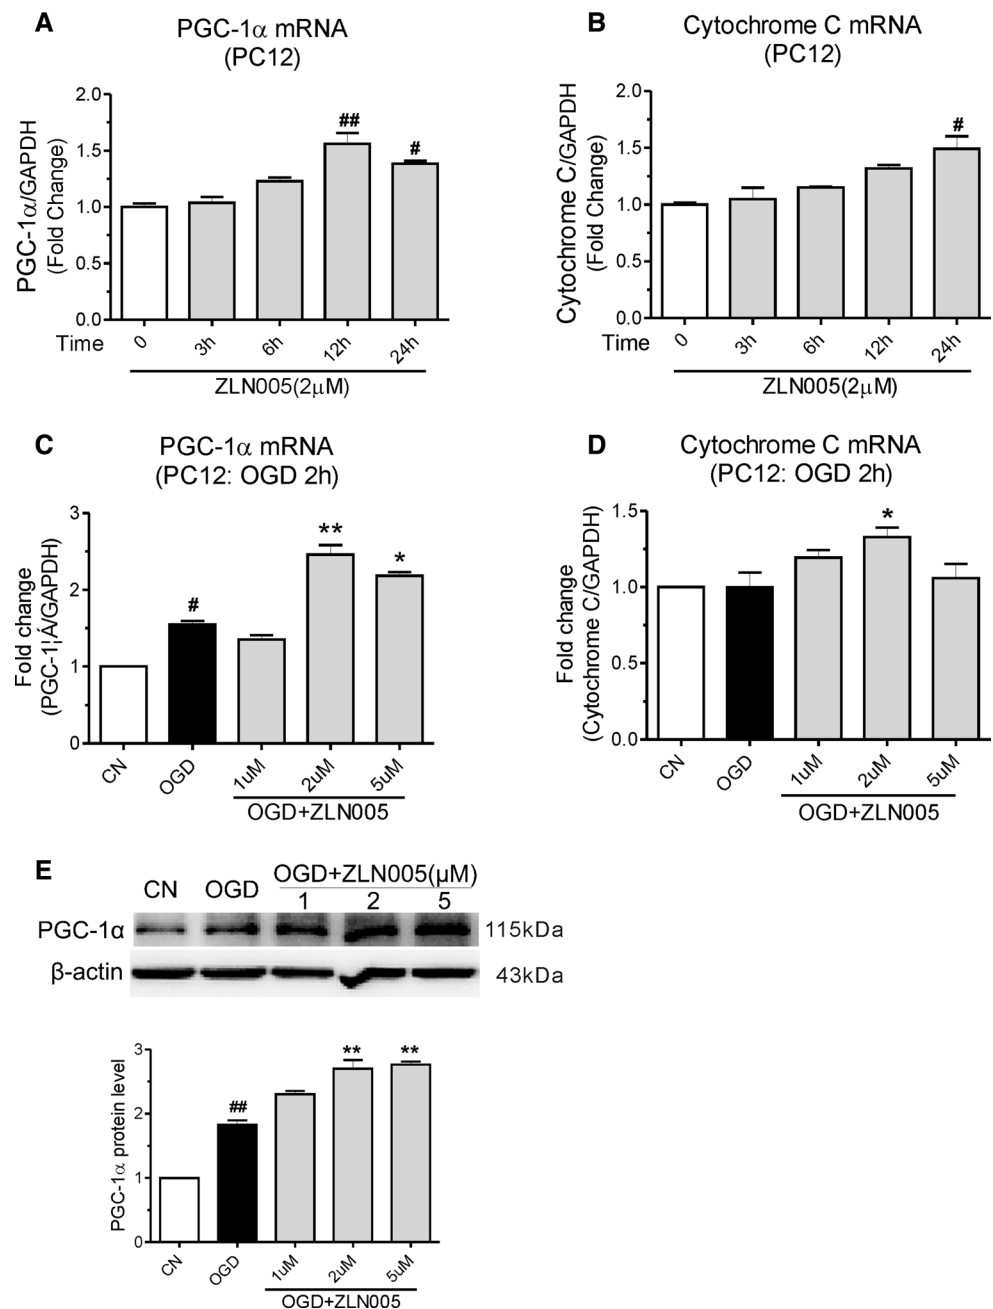 A
PGC-1α mRNA
(PC12)
PGC-1α/GAPDH
(Fold Change)
2.0
1.5
1.0
0.5
0.0
##
#
Time
0
3h
6h
12h
24h
ZLN005(2μM)
B
Cytochrome C mRNA
(PC12)
Cytochrome C/GAPDH
(Fold Change)
2.0
1.5
1.0
0.5
0.0
#
Time
0
3h
6h
12h
24h
ZLN005(2μM)
C
PGC-1α mRNA
(PC12: OGD 2h)
Fold change
(PGC-1¦Á/GAPDH)
3
2
1
0
#
**
*
CN
OGD
1uM
2uM
5uM
OGD+ZLN005
D
Cytochrome C mRNA
(PC12: OGD 2h)
Fold change
(Cytochrome C/GAPDH)
1.5
1.0
0.5
0.0
*
CN
OGD
1uM
2uM
5uM
OGD+ZLN005
E
OGD+ZLN005(μM)
CN OGD 1 2 5
PGC-1α 115kDa
β-actin 43kDa
PGC-1α protein level
3
2
1
0
##
**
**
CN
OGD
1uM
2uM
5uM
OGD+ZLN005